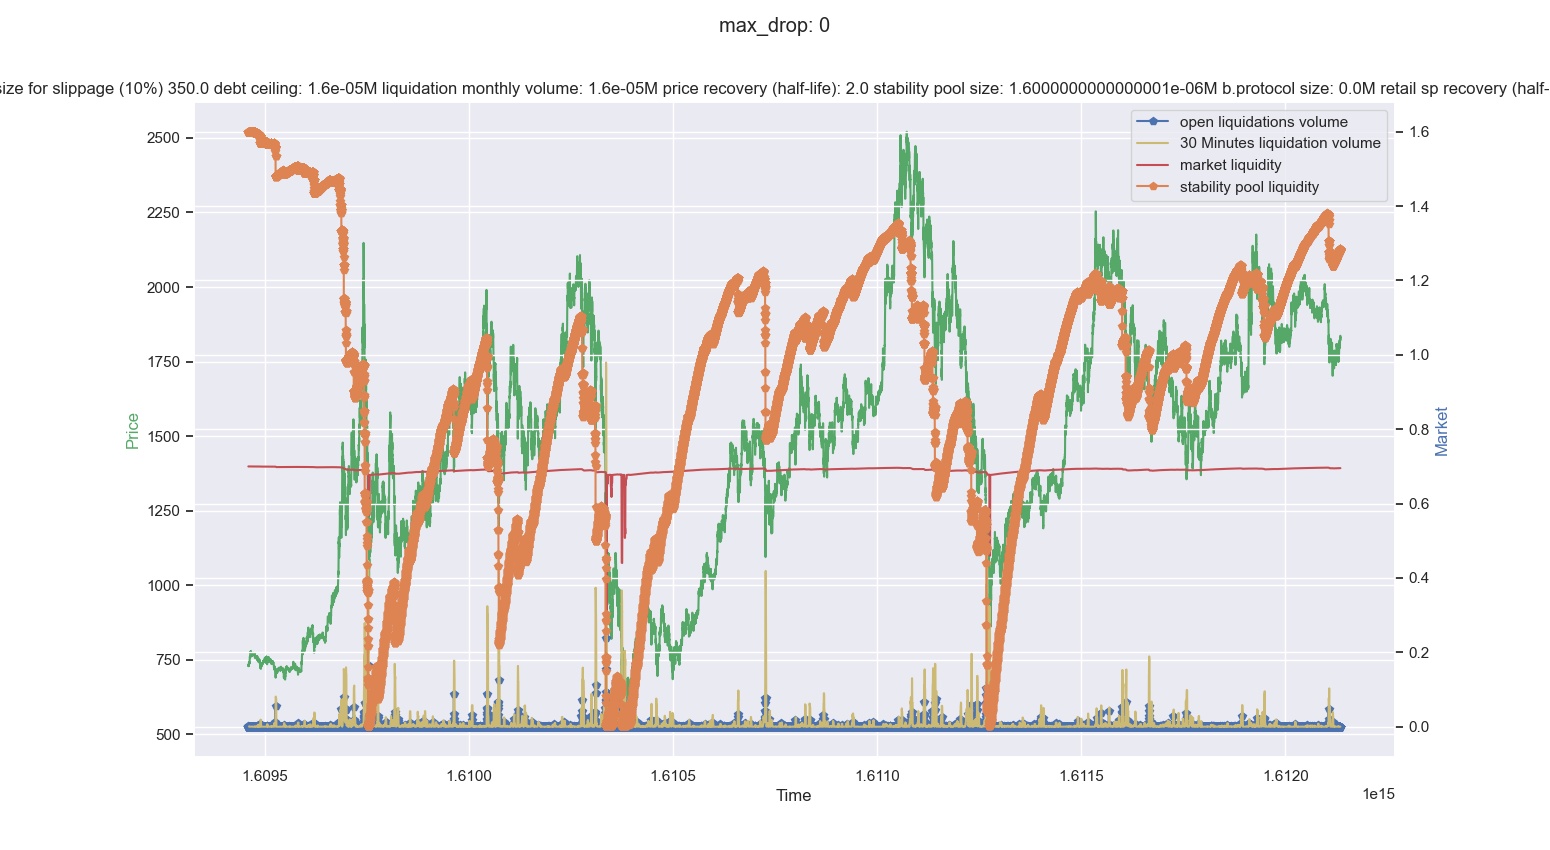 max_drop: 0
size for slippage (10%) 350.0 debt ceiling: 1.6e-05M liquidation monthly volume: 1.6e-05M price recovery (half-life): 2.0 stability pool size: 1.6000000000000001e-06M b.protocol size: 0.0M retail sp recovery (half-
open liquidations volume
30 Minutes liquidation volume
market liquidity
stability pool liquidity
2500
2250
2000
1750
1500
1250
1000
750
500
Price
1.6
1.4
1.2
1.0
0.8
0.6
0.4
0.2
0.0
Market
1.6095
1.6100
1.6105
1.6110
1.6115
1.6120
Time
1e15